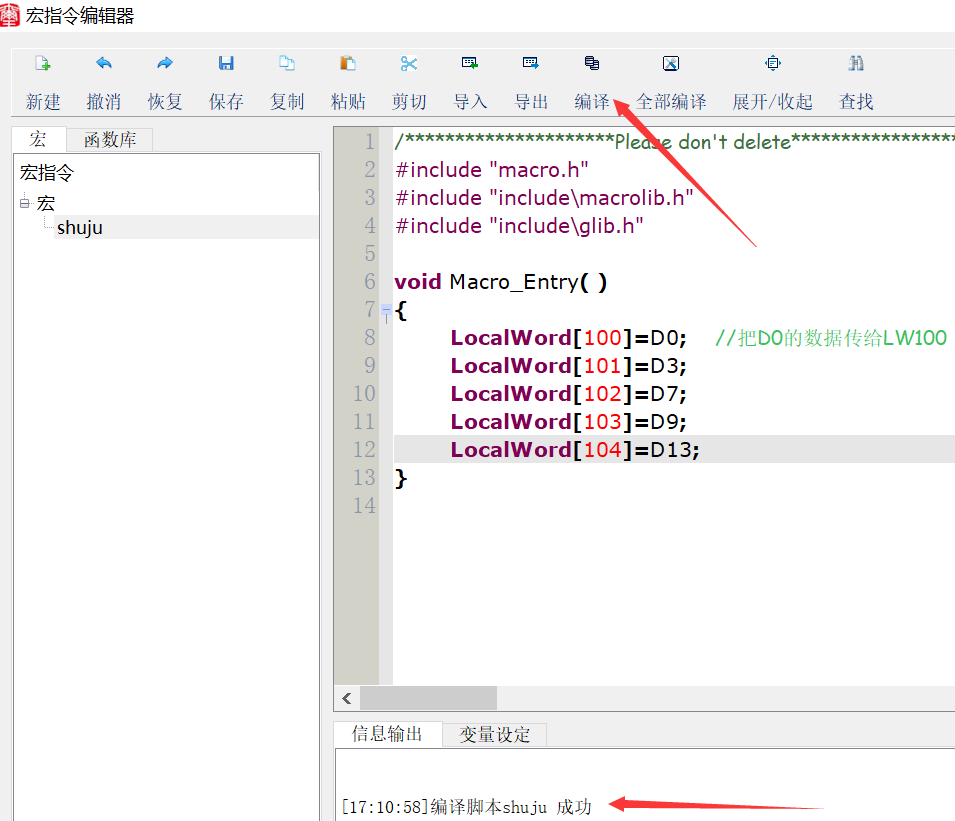 宏指令编辑器
新建 撤消 恢复 保存 复制 粘贴 剪切 导入 导出 编译 全部编译 展开/收起 查找
宏 函数库
宏指令
宏
shuju
1 /*********************Please don't delete*****************
2 #include "macro.h"
3 #include "include\macrolib.h"
4 #include "include\glib.h"
5
6 void Macro_Entry( )
7 {
8 LocalWord[100]=D0; //把D0的数据传给LW100
9 LocalWord[101]=D3;
10 LocalWord[102]=D7;
11 LocalWord[103]=D9;
12 LocalWord[104]=D13;
13 }
14
信息输出 变量设定
[17:10:58]编译脚本shuju 成功